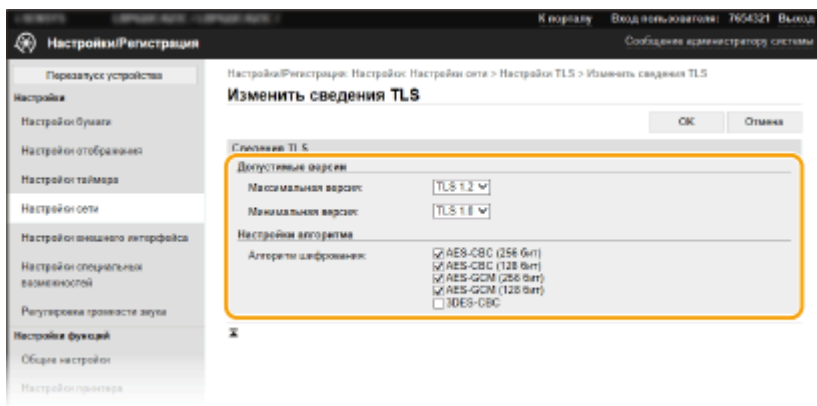 К порталу Вход пользователя: 7654321 Выход
Настройки/Регистрация
Сообщение администратору системы
Перезапуск устройства
Настройка/Регистрация: Настройки: Настройки сети > Настройки TLS > Изменить сведения TLS
Изменить сведения TLS
OK Отмена
Настройки
Настройки бумаги
Настройки отображения
Настройки таймера
Настройки сети
Настройки внешнего интерфейса
Настройки специальных
возможностей
Регулировка громкости звука
Настройки функций
Общие настройки
Настройки принтера
Сведения TLS
Допустимые версии
Максимальная версия: TLS 1.2
Минимальная версия: TLS 1.0
Настройки алгоритма
Алгоритм шифрования: AES-CBC (256 бит)
AES-CBC (128 бит)
AES-GCM (256 бит)
AES-GCM (128 бит)
3DES-CBC